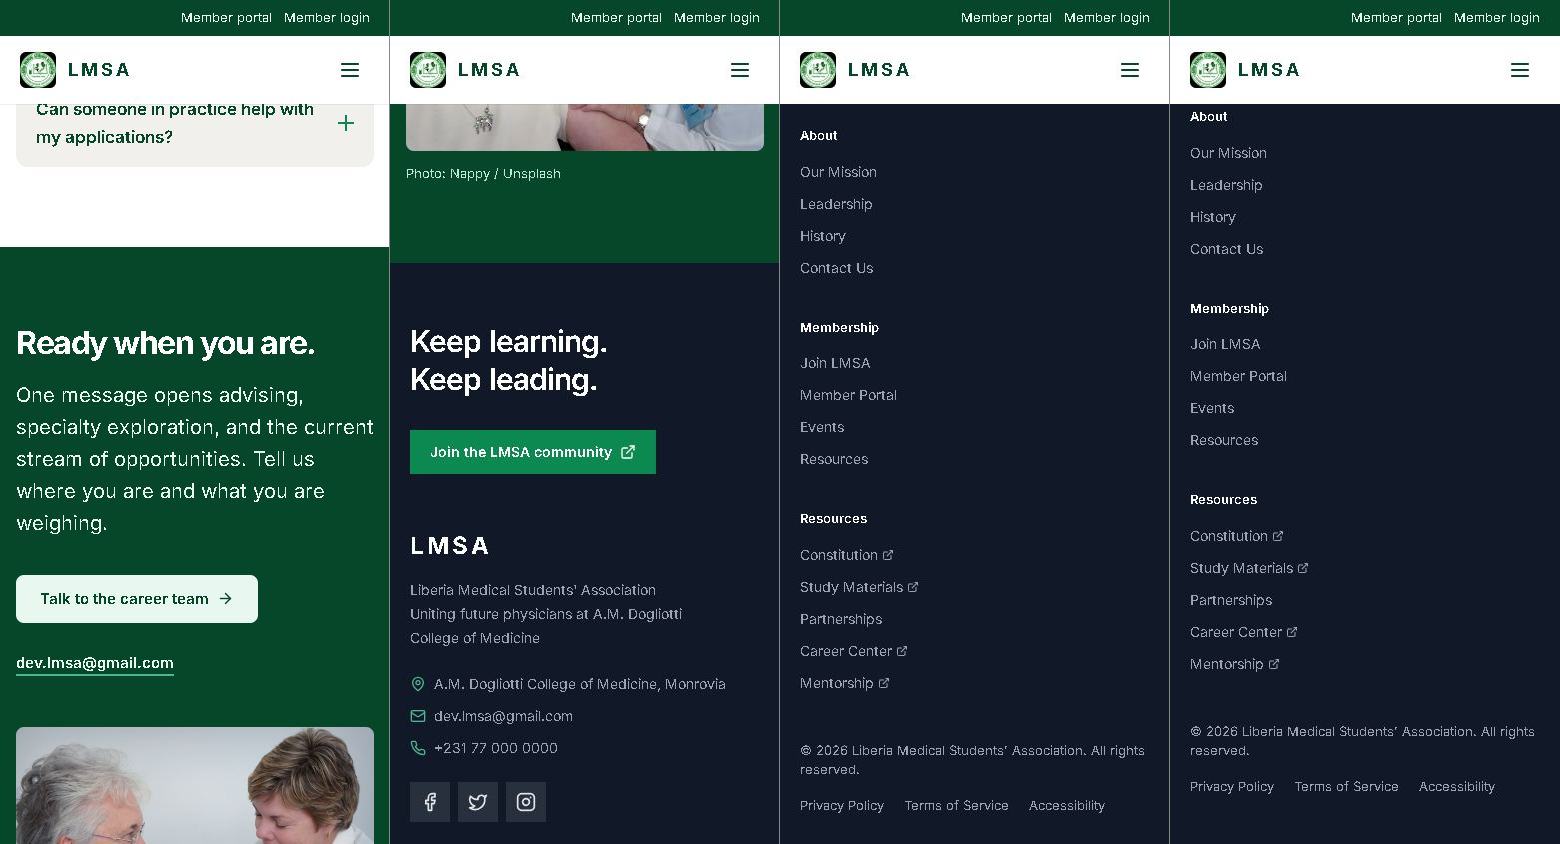 Member portal Member login
LMSA
Can someone in practice help with
my applications?
Ready when you are.
One message opens advising,
specialty exploration, and the current
stream of opportunities. Tell us
where you are and what you are
weighing.
Talk to the career team
dev.lmsa@gmail.com
Member portal Member login
LMSA
Photo: Nappy / Unsplash
Keep learning.
Keep leading.
Join the LMSA community
LMSA
Liberia Medical Students' Association
Uniting future physicians at A.M. Dogliotti
College of Medicine
A.M. Dogliotti College of Medicine, Monrovia
dev.lmsa@gmail.com
+231 77 000 0000
Member portal Member login
LMSA
About
Our Mission
Leadership
History
Contact Us
Membership
Join LMSA
Member Portal
Events
Resources
Resources
Constitution
Study Materials
Partnerships
Career Center
Mentorship
© 2026 Liberia Medical Students' Association. All rights
reserved.
Privacy Policy Terms of Service Accessibility
Member portal Member login
LMSA
About
Our Mission
Leadership
History
Contact Us
Membership
Join LMSA
Member Portal
Events
Resources
Resources
Constitution
Study Materials
Partnerships
Career Center
Mentorship
© 2026 Liberia Medical Students' Association. All rights
reserved.
Privacy Policy Terms of Service Accessibility